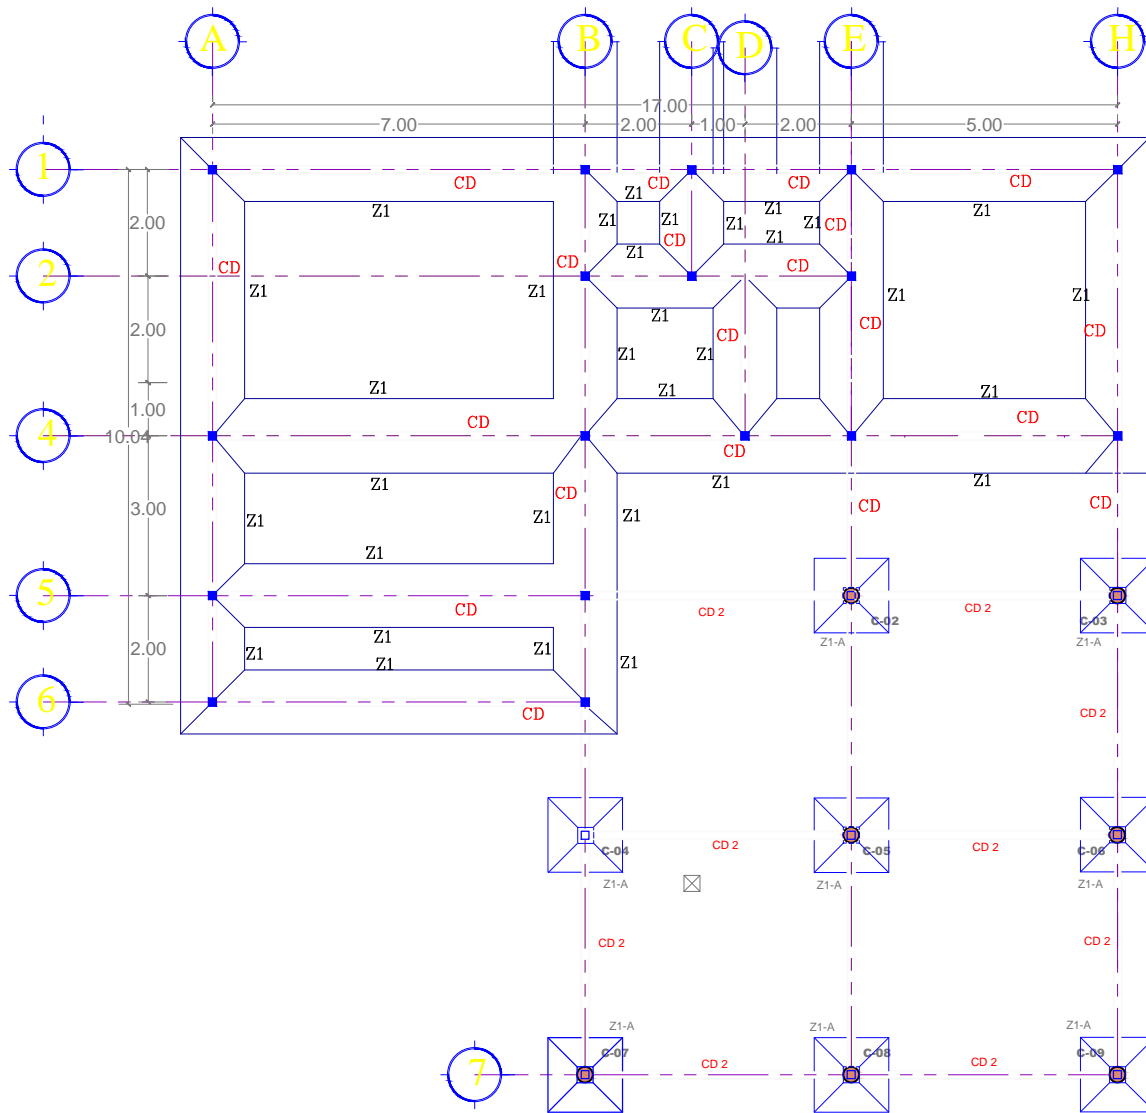 A B C D E H
17.00
7.00 2.00 1.00 2.00 5.00
1
CD CD CD CD
Z1 Z1 Z1 Z1
2.00 Z1 Z1 Z1 Z1 CD
CD
2 CD CD CD
Z1 Z1
Z1 Z1 Z1 Z1
Z1
2.00 CD CD CD
Z1 Z1
Z1 Z1 Z1
1.00
CD CD
4 10.04
CD
Z1 Z1 Z1
CD CD CD
3.00 Z1 Z1 Z1
Z1
5
CD CD 2 CD 2
C-02 C-03
Z1 Z1-A Z1-A
2.00 Z1 Z1 Z1 Z1
6
CD CD 2
C-04 CD 2 C-05 CD 2 C-06
Z1-A Z1-A Z1-A
CD 2 CD 2
Z1-A Z1-A Z1-A
C-07 C-08 C-09
7 CD 2 CD 2